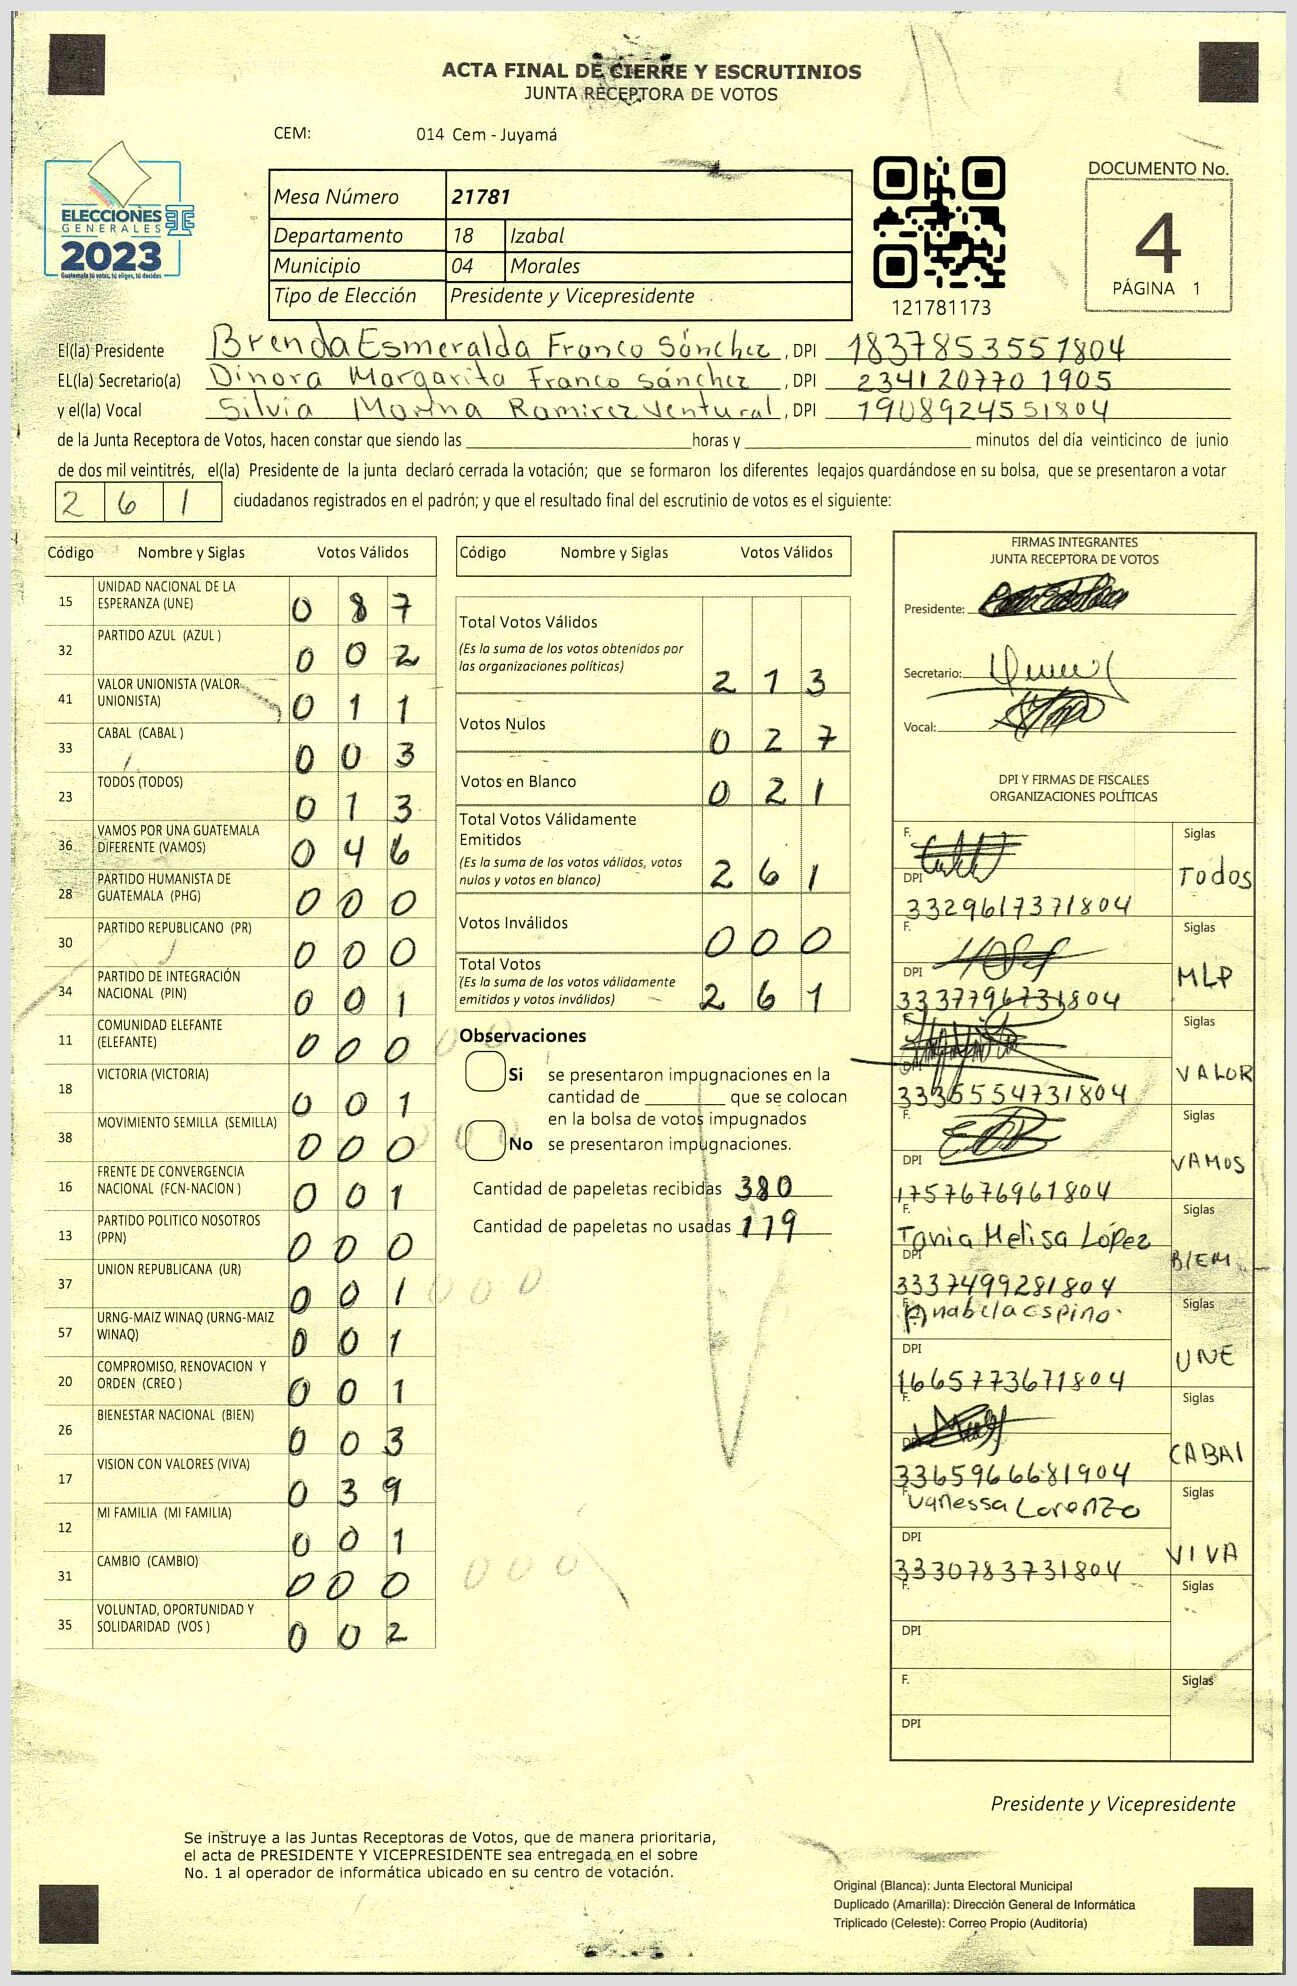 ACTA FINAL DE CIERRE Y ESCRUTINIOS
JUNTA RECEPTORA DE VOTOS
CEM: 014 Cem - Juyamá
ELECCIONES
GENERALES
2023
Guatemala tú votas, tú eliges, tú decides
Mesa Número 21781
Departamento 18 Izabal
Municipio 04 Morales
Tipo de Elección Presidente y Vicepresidente
121781173
DOCUMENTO No.
4
PÁGINA 1
El(la) Presidente Brenda Esmeralda Franco Sánchez, DPI 1837853551804
EL(la) Secretario(a) Dinora Margarita Franco Sánchez, DPI 2341207701905
y el(la) Vocal Silvia Marina Ramirez Ventural, DPI 1908924551804
de la Junta Receptora de Votos, hacen constar que siendo las ____ horas y ____ minutos del día veinticinco de junio
de dos mil veintitrés, el(la) Presidente de la junta declaró cerrada la votación; que se formaron los diferentes legajos guardándose en su bolsa, que se presentaron a votar
2 6 1 ciudadanos registrados en el padrón; y que el resultado final del escrutinio de votos es el siguiente:
Código Nombre y Siglas Votos Válidos
15 UNIDAD NACIONAL DE LA ESPERANZA (UNE) 0 8 7
32 PARTIDO AZUL (AZUL ) 0 0 2
41 VALOR UNIONISTA (VALOR UNIONISTA) 0 1 1
33 CABAL (CABAL ) 0 0 3
23 TODOS (TODOS) 0 1 3
36 VAMOS POR UNA GUATEMALA DIFERENTE (VAMOS) 0 4 6
28 PARTIDO HUMANISTA DE GUATEMALA (PHG) 0 0 0
30 PARTIDO REPUBLICANO (PR) 0 0 0
34 PARTIDO DE INTEGRACIÓN NACIONAL (PIN) 0 0 1
11 COMUNIDAD ELEFANTE (ELEFANTE) 0 0 0
18 VICTORIA (VICTORIA) 0 0 1
38 MOVIMIENTO SEMILLA (SEMILLA) 0 0 0
16 FRENTE DE CONVERGENCIA NACIONAL (FCN-NACION ) 0 0 1
13 PARTIDO POLITICO NOSOTROS (PPN) 0 0 0
37 UNION REPUBLICANA (UR) 0 0 1
57 URNG-MAIZ WINAQ (URNG-MAIZ WINAQ) 0 0 1
20 COMPROMISO, RENOVACION Y ORDEN (CREO ) 0 0 1
26 BIENESTAR NACIONAL (BIEN) 0 0 3
17 VISION CON VALORES (VIVA) 0 3 9
12 MI FAMILIA (MI FAMILIA) 0 0 1
31 CAMBIO (CAMBIO) 0 0 0
35 VOLUNTAD, OPORTUNIDAD Y SOLIDARIDAD (VOS ) 0 0 2
Código Nombre y Siglas Votos Válidos
Total Votos Válidos
(Es la suma de los votos obtenidos por
las organizaciones politicas) 2 1 3
Votos Nulos 0 2 7
Votos en Blanco 0 2 1
Total Votos Válidamente
Emitidos
(Es la suma de los votos válidos, votos
nulos y votos en blanco) 2 6 1
Votos Inválidos 0 0 0
Total Votos
(Es la suma de los votos válidamente
emitidos y votos inválidos) 2 6 1
Observaciones
Si se presentaron impugnaciones en la
cantidad de ____ que se colocan
en la bolsa de votos impugnados
No se presentaron impugnaciones.
Cantidad de papeletas recibidas 380
Cantidad de papeletas no usadas 119
FIRMAS INTEGRANTES
JUNTA RECEPTORA DE VOTOS
Presidente:
Secretario:
Vocal:
DPI Y FIRMAS DE FISCALES
ORGANIZACIONES POLÍTICAS
F. Siglas
DPI Todos
3329617371804
F. Siglas
DPI MLP
3337796731804
F. Siglas
VALOR
3335554731804
F. Siglas
DPI VAMOS
1757676961804
F. Siglas
Tania Melisa López
DPI BIEM
3337499281804
F. Siglas
Anabela Espino
DPI UNE
1665773671804
F. Siglas
DPI CABAl
3365966681904
F. Siglas
Vanessa Lorenzo
DPI VIVA
3330783731804
F. Siglas
DPI
F. Siglas
DPI
Presidente y Vicepresidente
Se instruye a las Juntas Receptoras de Votos, que de manera prioritaria,
el acta de PRESIDENTE Y VICEPRESIDENTE sea entregada en el sobre
No. 1 al operador de informática ubicado en su centro de votación.
Original (Blanca): Junta Electoral Municipal
Duplicado (Amarilla): Dirección General de Informática
Triplicado (Celeste): Correo Propio (Auditoría)